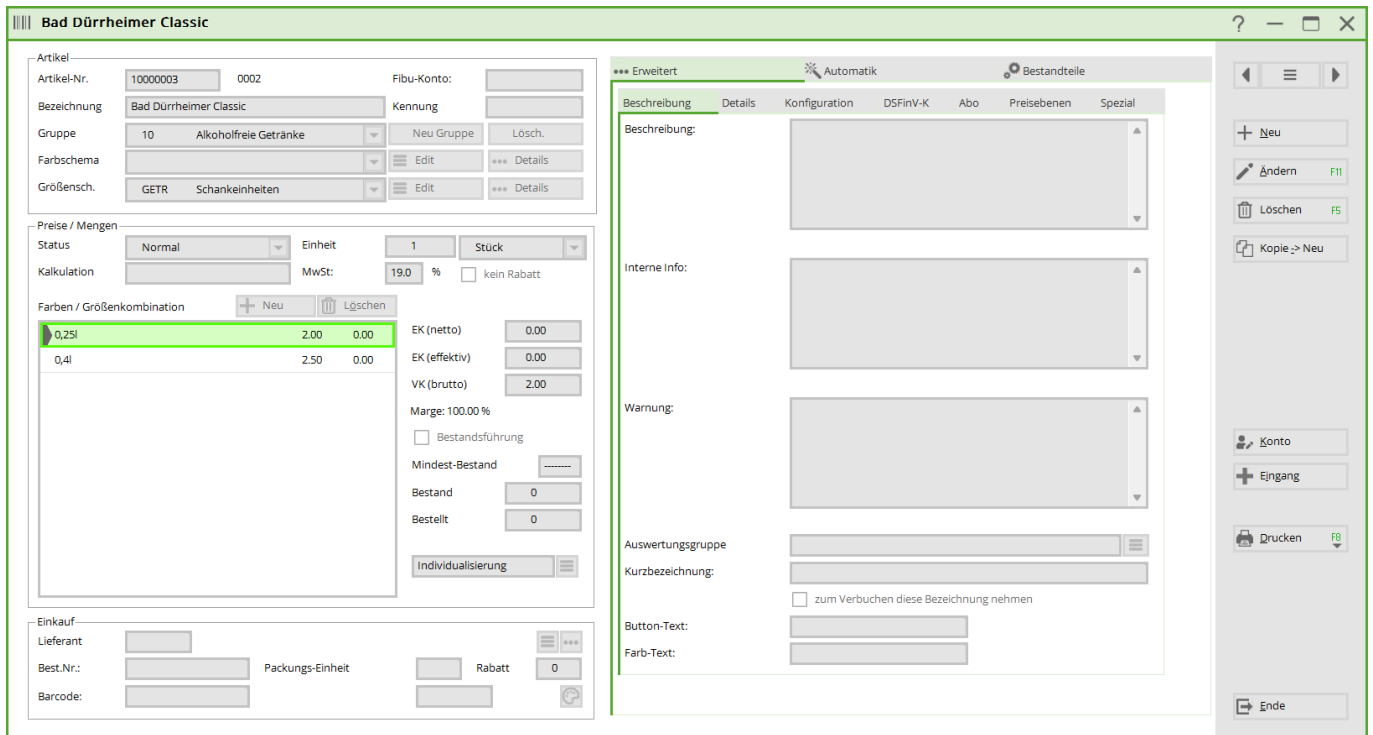 Bad Dürrheimer Classic
?
Artikel
Artikel-Nr. 10000003 0002 Fibu-Konto:
Bezeichnung Bad Dürrheimer Classic Kennung
Gruppe 10 Alkoholfreie Getränke Neu Gruppe Lösch.
Farbschema Edit Details
Größensch. GETR Schankeinheiten Edit Details
Preise / Mengen
Status Normal Einheit 1 Stück
Kalkulation MwSt: 19.0 % kein Rabatt
Farben / Größenkombination Neu Löschen
0,25l 2.00 0.00
0,4l 2.50 0.00
EK (netto) 0.00
EK (effektiv) 0.00
VK (brutto) 2.00
Marge: 100.00 %
Bestandsführung
Mindest-Bestand --------
Bestand 0
Bestellt 0
Individualisierung
Einkauf
Lieferant
Best.Nr.: Packungs-Einheit Rabatt 0
Barcode:
Erweitert Automatik Bestandteile
Beschreibung Details Konfiguration DSFinV-K Abo Preisebenen Spezial
Beschreibung:
Interne Info:
Warnung:
Auswertungsgruppe
Kurzbezeichnung:
zum Verbuchen diese Bezeichnung nehmen
Button-Text:
Farb-Text:
Neu
Ändern F11
Löschen F5
Kopie -> Neu
Konto
Eingang
Drucken F8
Ende